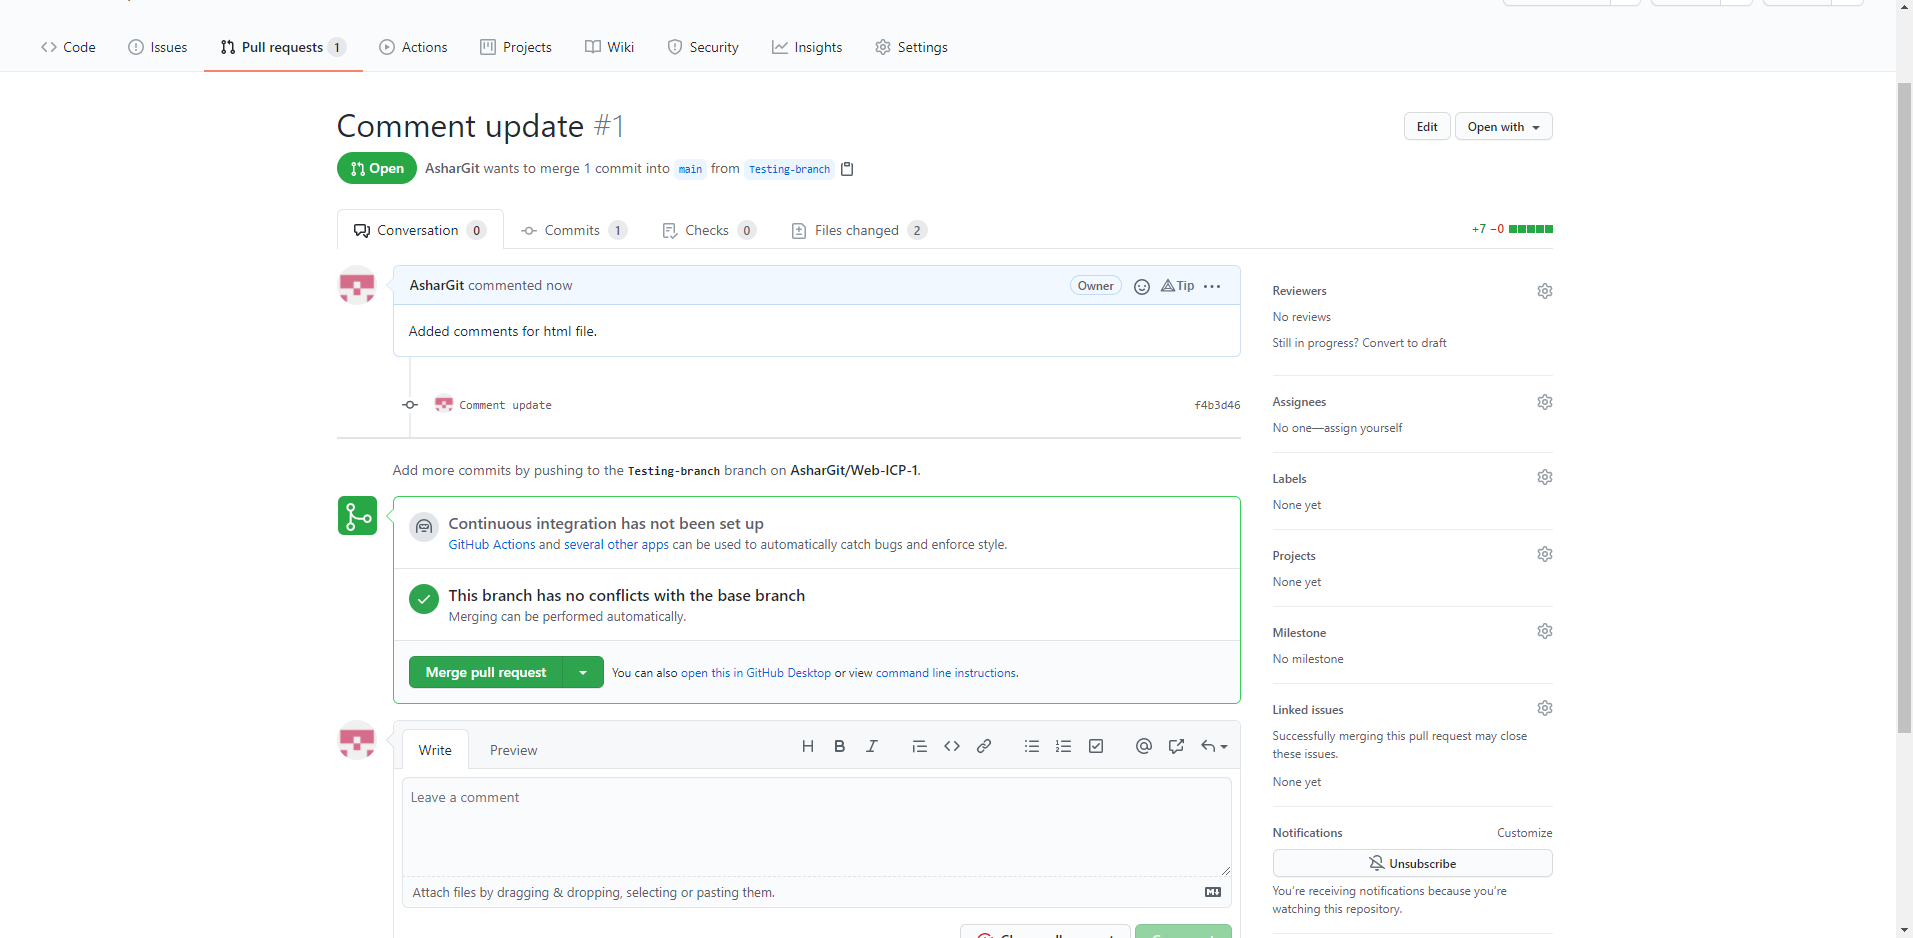 Code Issues Pull requests 1 Actions Projects Wiki Security Insights Settings
Comment update #1
Edit Open with
Open AsharGit wants to merge 1 commit into main from Testing-branch
Conversation 0 Commits 1 Checks 0 Files changed 2 +7 −0
AsharGit commented now Owner Tip ...
Added comments for html file.
Comment update f4b3d46
Add more commits by pushing to the Testing-branch branch on AsharGit/Web-ICP-1.
Continuous integration has not been set up
GitHub Actions and several other apps can be used to automatically catch bugs and enforce style.
This branch has no conflicts with the base branch
Merging can be performed automatically.
Merge pull request You can also open this in GitHub Desktop or view command line instructions.
Write Preview H B I
Leave a comment
Attach files by dragging & dropping, selecting or pasting them.
Reviewers
No reviews
Still in progress? Convert to draft
Assignees
No one—assign yourself
Labels
None yet
Projects
None yet
Milestone
No milestone
Linked issues
Successfully merging this pull request may close
these issues.
None yet
Notifications Customize
Unsubscribe
You're receiving notifications because you're
watching this repository.